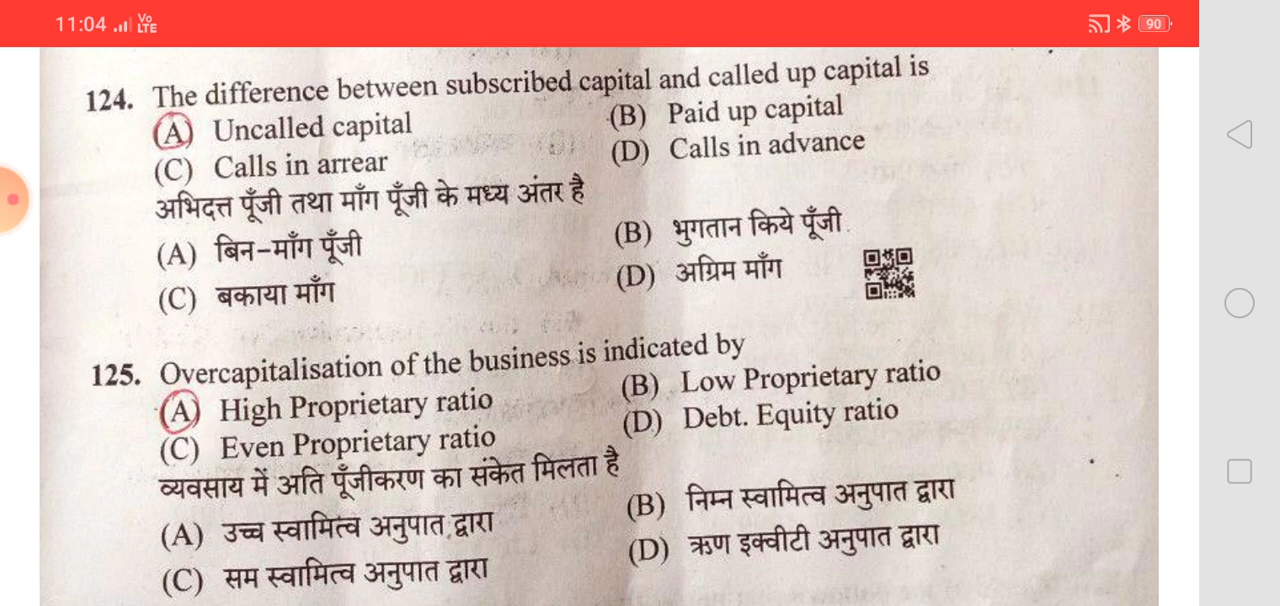 11:04 Vo LTE 90
124. The difference between subscribed capital and called up capital is
(A) Uncalled capital (B) Paid up capital
(C) Calls in arrear (D) Calls in advance
अभिदत्त पूँजी तथा माँग पूँजी के मध्य अंतर है
(A) बिन-माँग पूँजी (B) भुगतान किये पूँजी
(C) बकाया माँग (D) अग्रिम माँग
125. Overcapitalisation of the business is indicated by
(A) High Proprietary ratio (B) Low Proprietary ratio
(C) Even Proprietary ratio (D) Debt. Equity ratio
व्यवसाय में अति पूँजीकरण का संकेत मिलता है
(A) उच्च स्वामित्व अनुपात द्वारा (B) निम्न स्वामित्व अनुपात द्वारा
(C) सम स्वामित्व अनुपात द्वारा (D) ऋण इक्वीटी अनुपात द्वारा